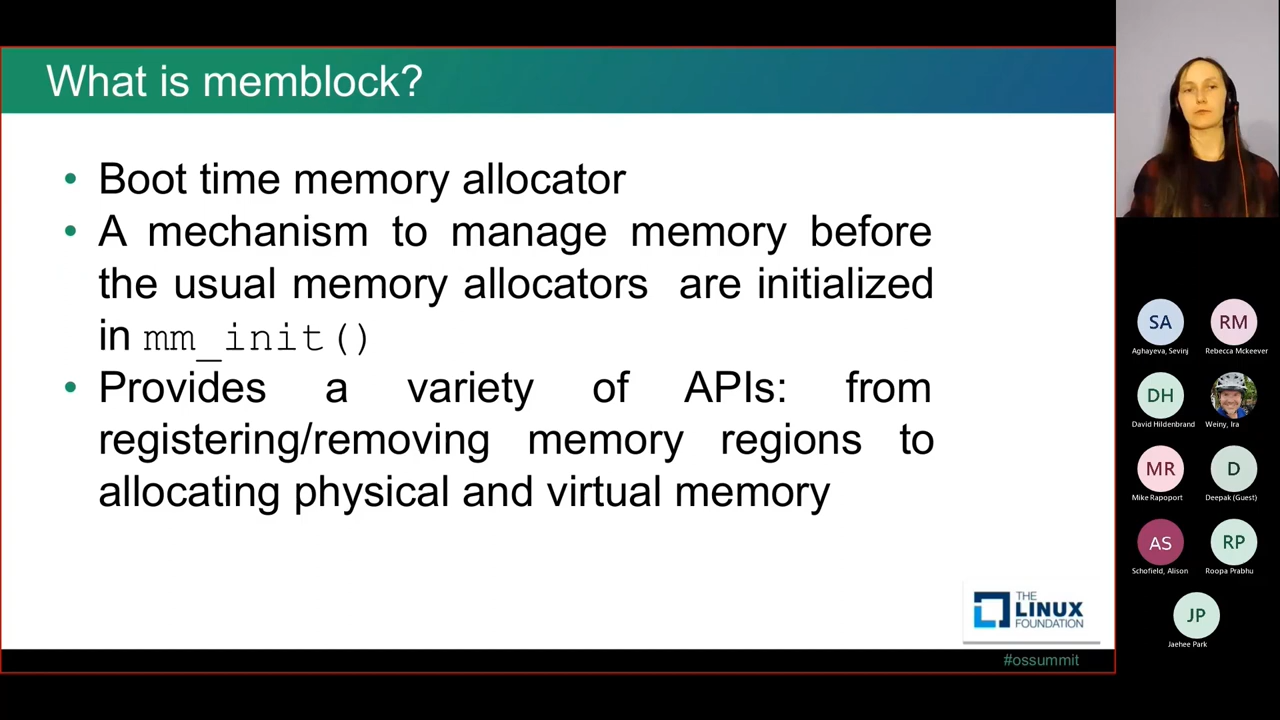 What is memblock?
• Boot time memory allocator
• A mechanism to manage memory before
the usual memory allocators are initialized
in mm_init()
• Provides a variety of APIs: from
registering/removing memory regions to
allocating physical and virtual memory
THE
LINUX
FOUNDATION
#ossummit
SA
RM
Aghayeva, Sevinj
Rebecca Mckeever
DH
David Hildenbrand
Weiny, Ira
MR
D
Mike Rapoport
Deepak (Guest)
AS
RP
Schofield, Alison
Roopa Prabhu
JP
Jaehee Park